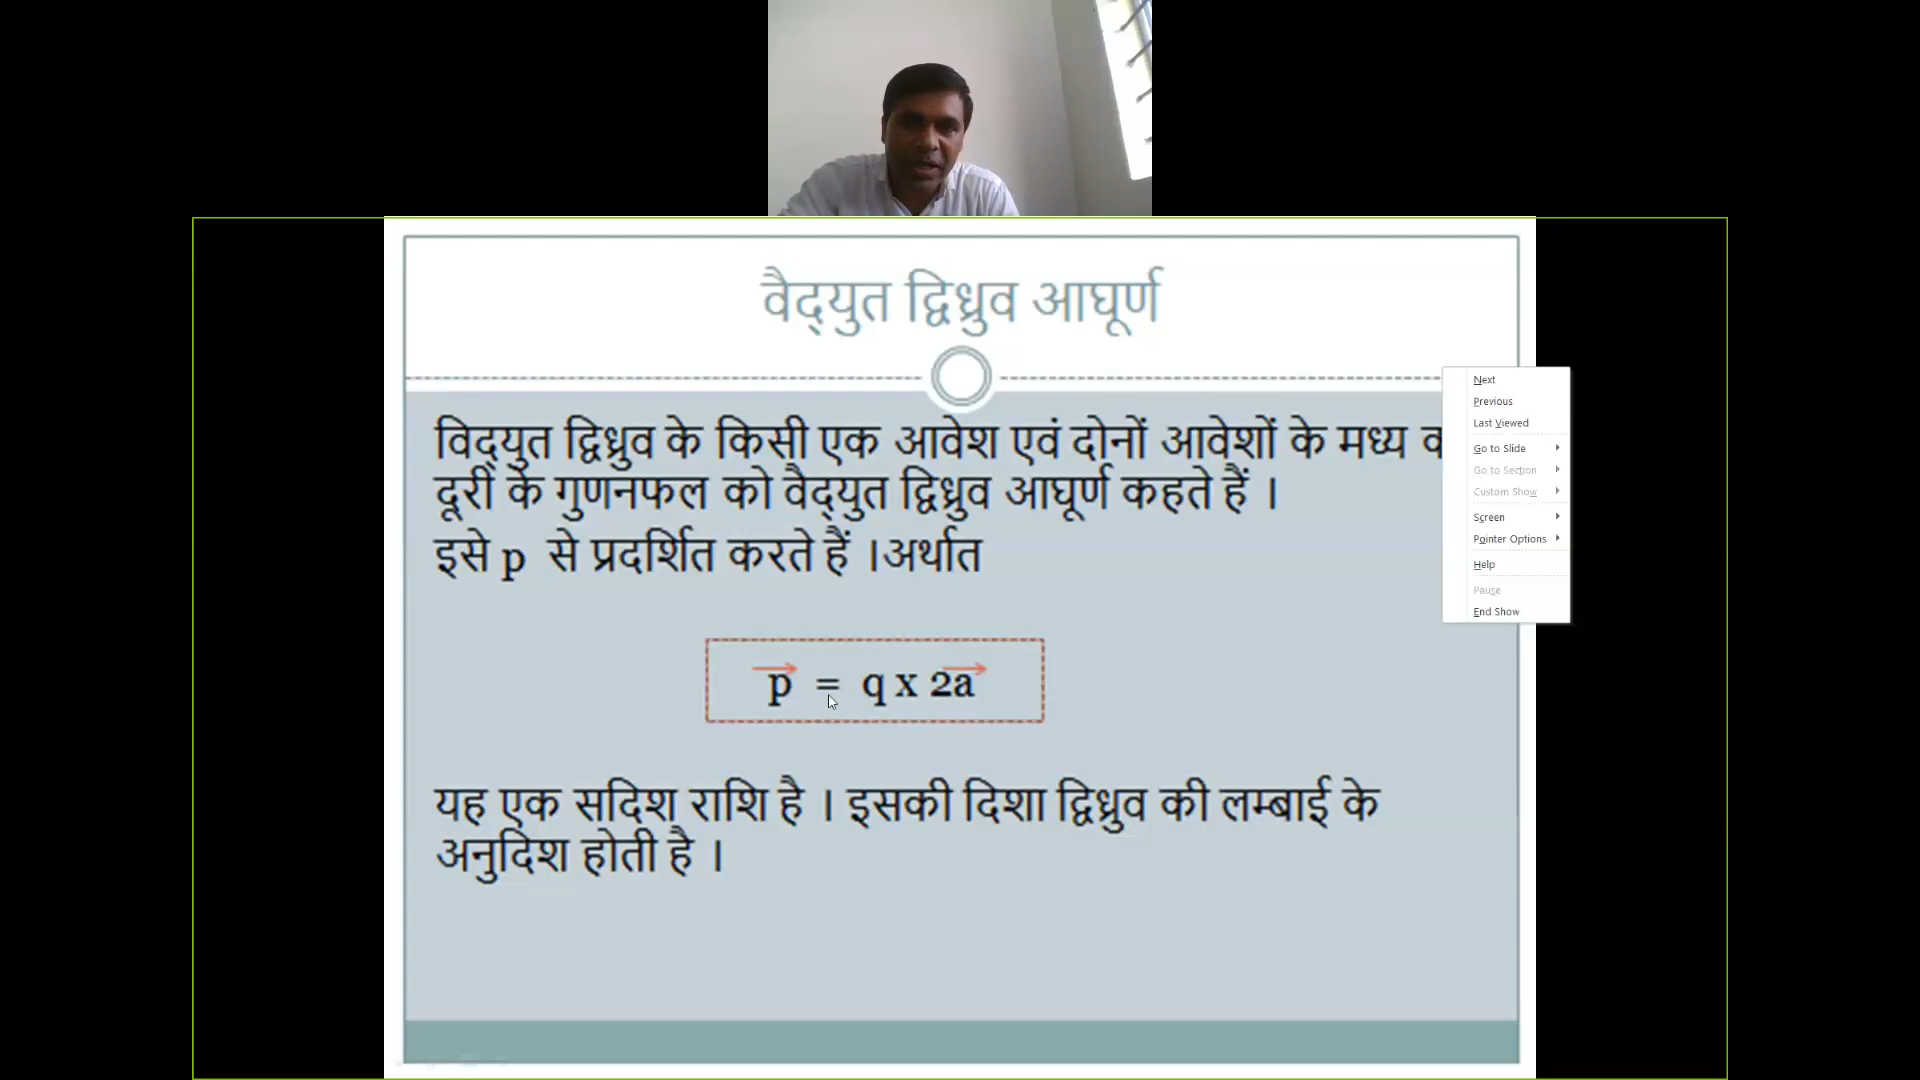 वैद्युत द्विध्रुव आघूर्ण
विद्युत द्विध्रुव के किसी एक आवेश एवं दोनों आवेशों के मध्य
दूरी के गुणनफल को वैद्युत द्विध्रुव आघूर्ण कहते हैं ।
इसे p से प्रदर्शित करते हैं ।अर्थात
p = q x 2a
यह एक सदिश राशि है । इसकी दिशा द्विध्रुव की लम्बाई के
अनुदिश होती है ।
Next
Previous
Last Viewed
Go to Slide
Go to Section
Custom Show
Screen
Pointer Options
Help
Pause
End Show